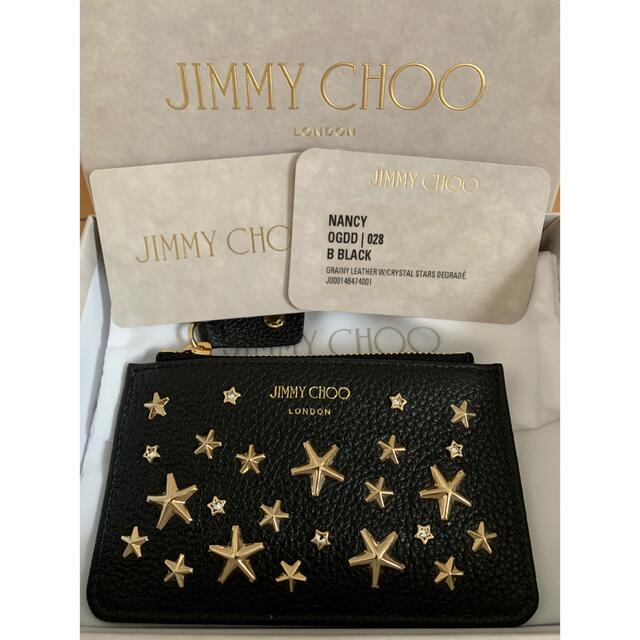 JIMMY CHOO
LONDON
JIMMY CHOO
JIMMY CHOO
NANCY
OGDD | 028
B BLACK
GRAINY LEATHER W/CRYSTAL STARS DEGRADÉ.
J000146474001
JIMMY CHOO
JIMMY CHOO
LONDON